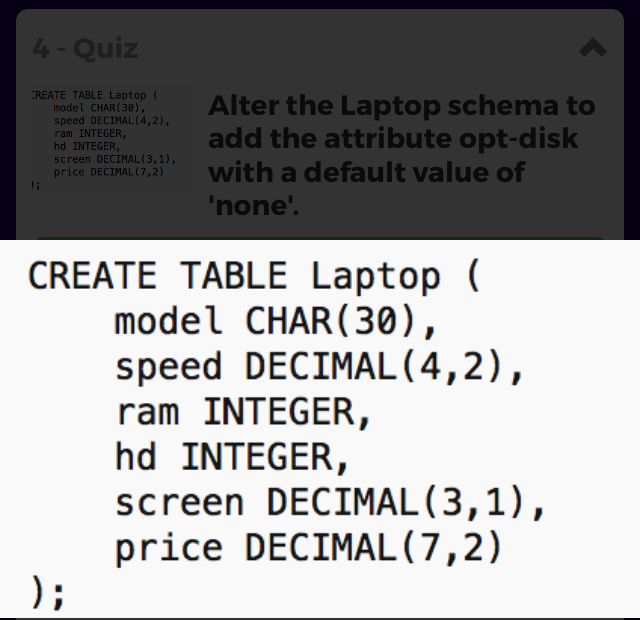 4 - Quiz
CREATE TABLE Laptop (
model CHAR(30),
speed DECIMAL(4,2),
ram INTEGER,
hd INTEGER,
screen DECIMAL(3,1),
price DECIMAL(7,2)
);
Alter the Laptop schema to
add the attribute opt-disk
with a default value of
'none'.
CREATE TABLE Laptop (
model CHAR(30),
speed DECIMAL(4,2),
ram INTEGER,
hd INTEGER,
screen DECIMAL(3,1),
price DECIMAL(7,2)
);